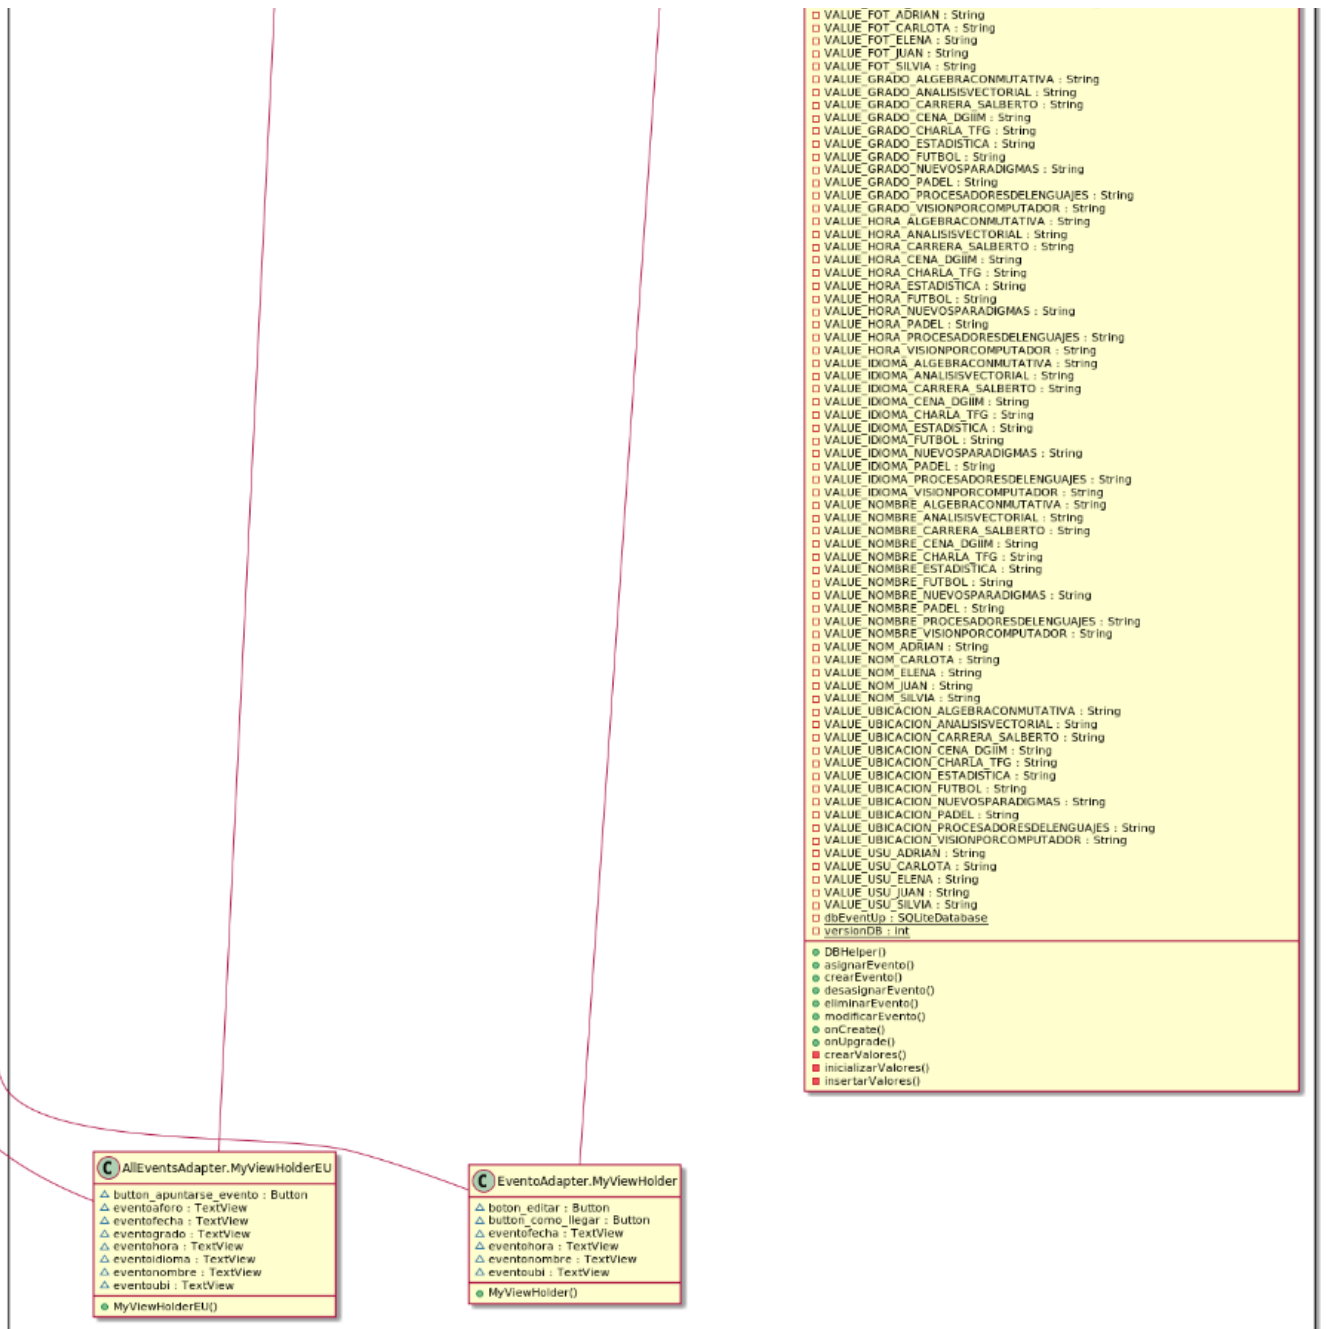 VALUE_FOT_ADRIAN : String
VALUE_FOT_CARLOTA : String
VALUE_FOT_ELENA : String
VALUE_FOT_JUAN : String
VALUE_FOT_SILVIA : String
VALUE_GRADO_ALGEBRACONMUTATIVA : String
VALUE_GRADO_ANALISISVECTORIAL : String
VALUE_GRADO_CARRERA_SALBERTO : String
VALUE_GRADO_CENA_DGIIM : String
VALUE_GRADO_CHARLA_TFG : String
VALUE_GRADO_ESTADISTICA : String
VALUE_GRADO_FUTBOL : String
VALUE_GRADO_NUEVOSPARADIGMAS : String
VALUE_GRADO_PADEL : String
VALUE_GRADO_PROCESADORESDELENGUAJES : String
VALUE_GRADO_VISIONPORCOMPUTADOR : String
VALUE_HORA_ALGEBRACONMUTATIVA : String
VALUE_HORA_ANALISISVECTORIAL : String
VALUE_HORA_CARRERA_SALBERTO : String
VALUE_HORA_CENA_DGIIM : String
VALUE_HORA_CHARLA_TFG : String
VALUE_HORA_ESTADISTICA : String
VALUE_HORA_FUTBOL : String
VALUE_HORA_NUEVOSPARADIGMAS : String
VALUE_HORA_PADEL : String
VALUE_HORA_PROCESADORESDELENGUAJES : String
VALUE_HORA_VISIONPORCOMPUTADOR : String
VALUE_IDIOMA_ALGEBRACONMUTATIVA : String
VALUE_IDIOMA_ANALISISVECTORIAL : String
VALUE_IDIOMA_CARRERA_SALBERTO : String
VALUE_IDIOMA_CENA_DGIIM : String
VALUE_IDIOMA_CHARLA_TFG : String
VALUE_IDIOMA_ESTADISTICA : String
VALUE_IDIOMA_FUTBOL : String
VALUE_IDIOMA_NUEVOSPARADIGMAS : String
VALUE_IDIOMA_PADEL : String
VALUE_IDIOMA_PROCESADORESDELENGUAJES : String
VALUE_IDIOMA_VISIONPORCOMPUTADOR : String
VALUE_NOMBRE_ALGEBRACONMUTATIVA : String
VALUE_NOMBRE_ANALISISVECTORIAL : String
VALUE_NOMBRE_CARRERA_SALBERTO : String
VALUE_NOMBRE_CENA_DGIIM : String
VALUE_NOMBRE_CHARLA_TFG : String
VALUE_NOMBRE_ESTADISTICA : String
VALUE_NOMBRE_FUTBOL : String
VALUE_NOMBRE_NUEVOSPARADIGMAS : String
VALUE_NOMBRE_PADEL : String
VALUE_NOMBRE_PROCESADORESDELENGUAJES : String
VALUE_NOMBRE_VISIONPORCOMPUTADOR : String
VALUE_NOM_ADRIAN : String
VALUE_NOM_CARLOTA : String
VALUE_NOM_ELENA : String
VALUE_NOM_JUAN : String
VALUE_NOM_SILVIA : String
VALUE_UBICACION_ALGEBRACONMUTATIVA : String
VALUE_UBICACION_ANALISISVECTORIAL : String
VALUE_UBICACION_CARRERA_SALBERTO : String
VALUE_UBICACION_CENA_DGIIM : String
VALUE_UBICACION_CHARLA_TFG : String
VALUE_UBICACION_ESTADISTICA : String
VALUE_UBICACION_FUTBOL : String
VALUE_UBICACION_NUEVOSPARADIGMAS : String
VALUE_UBICACION_PADEL : String
VALUE_UBICACION_PROCESADORESDELENGUAJES : String
VALUE_UBICACION_VISIONPORCOMPUTADOR : String
VALUE_USU_ADRIAN : String
VALUE_USU_CARLOTA : String
VALUE_USU_ELENA : String
VALUE_USU_JUAN : String
VALUE_USU_SILVIA : String
dbEventUp : SQLiteDatabase
versionDB : int
DBHelper()
asignarEvento()
crearEvento()
desasignarEvento()
eliminarEvento()
modificarEvento()
onCreate()
onUpgrade()
crearValores()
inicializarValores()
insertarValores()
C AllEventsAdapter.MyViewHolderEU
button_apuntarse_evento : Button
eventoaforo : TextView
eventofecha : TextView
eventogrado : TextView
eventohora : TextView
eventoidioma : TextView
eventonombre : TextView
eventoubi : TextView
MyViewHolderEU()
C EventoAdapter.MyViewHolder
boton_editar : Button
button_como_llegar : Button
eventofecha : TextView
eventohora : TextView
eventonombre : TextView
eventoubi : TextView
MyViewHolder()